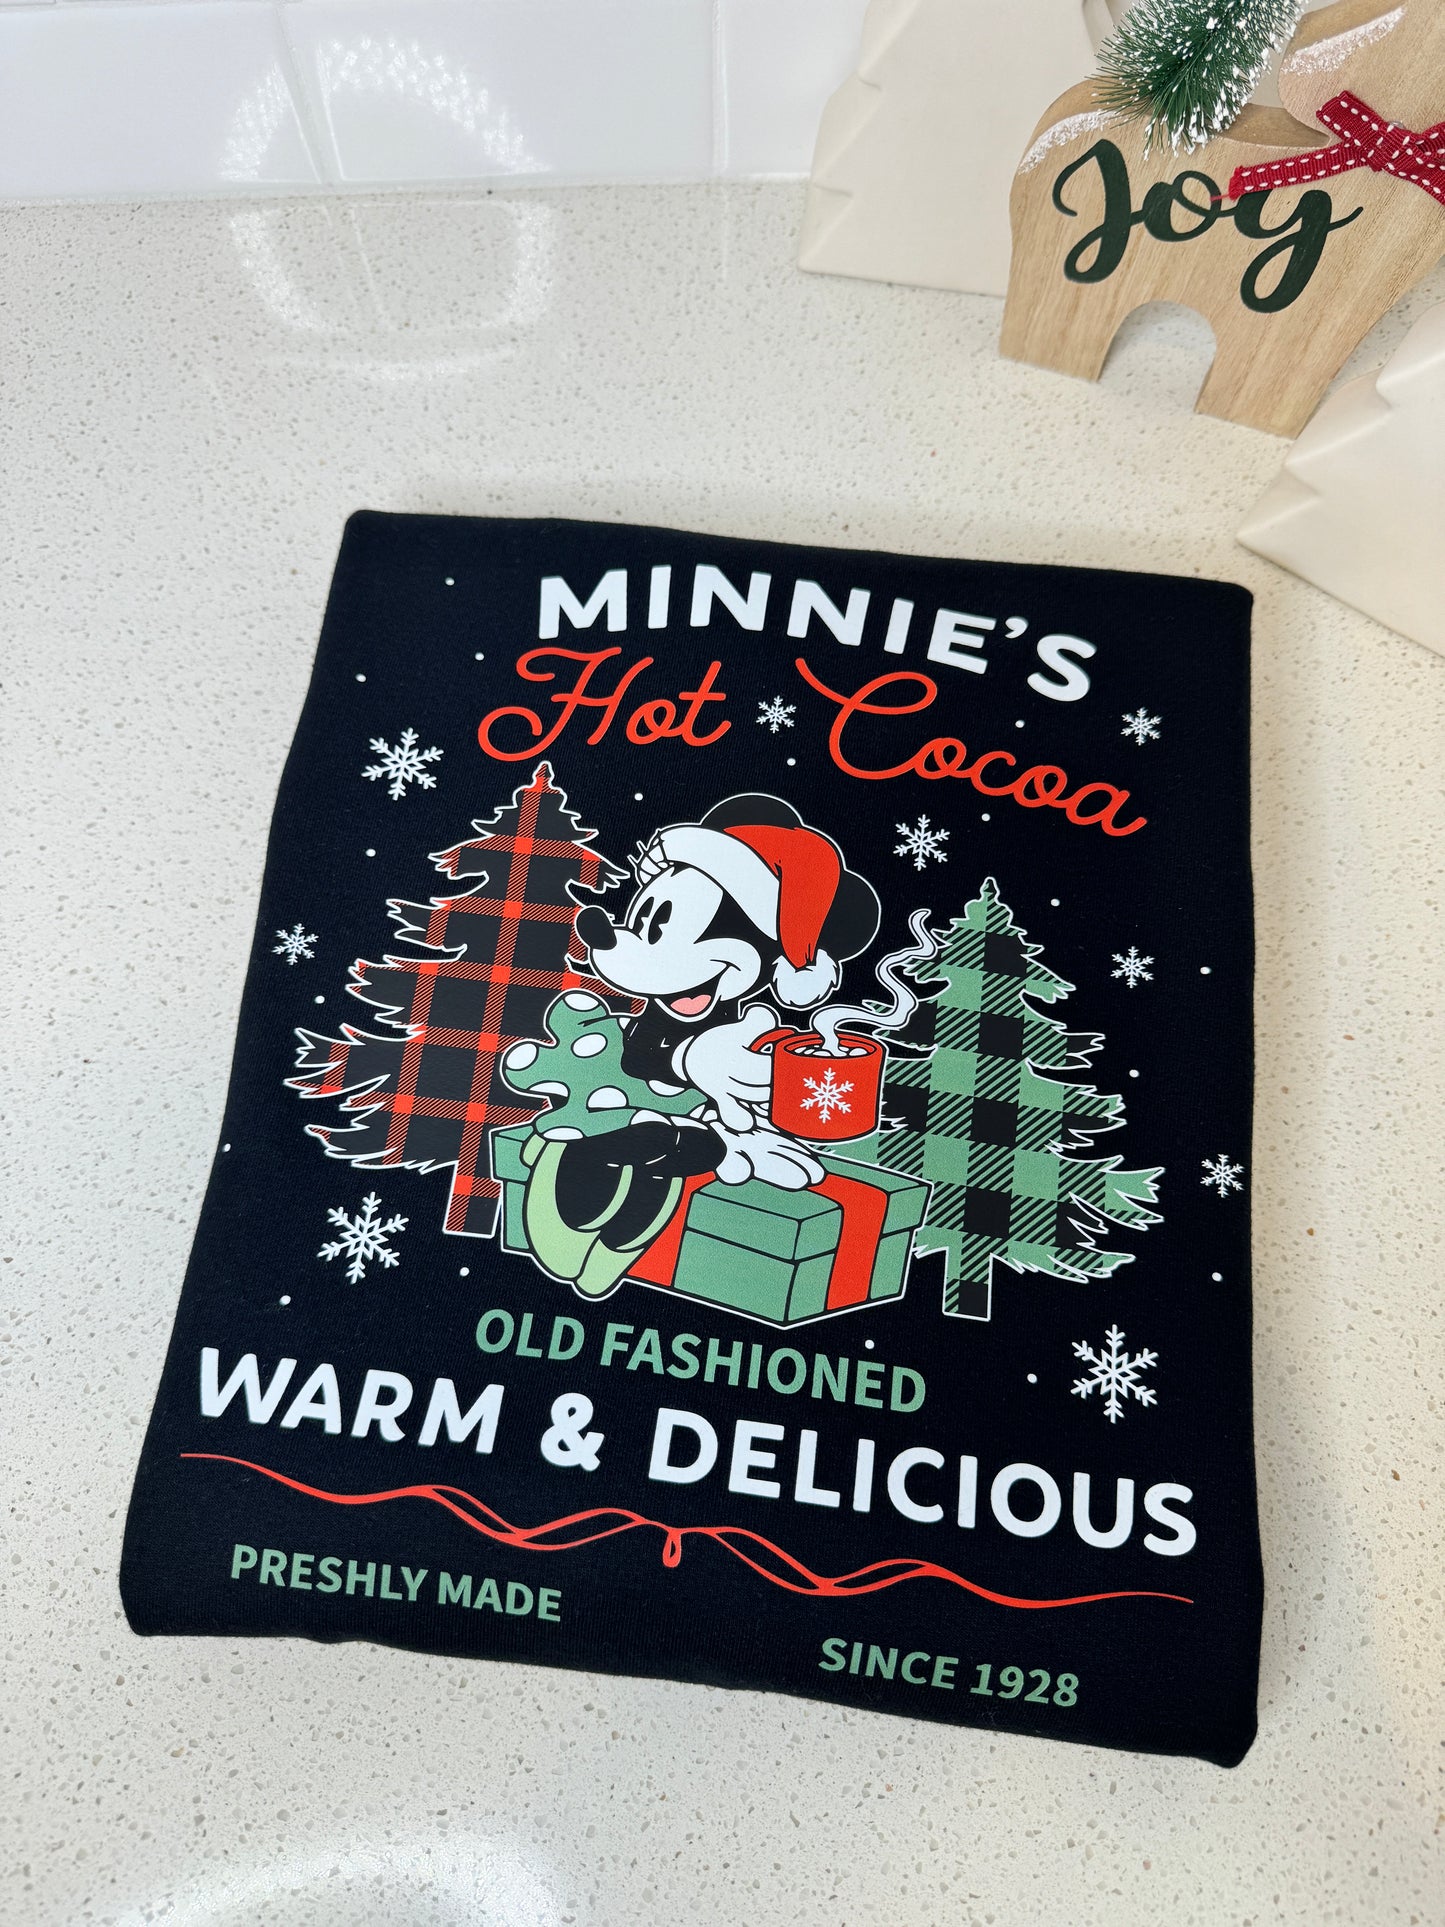 Joy
MINNIE'S
Hot Cocoa
OLD FASHIONED
WARM & DELICIOUS
PRESHLY MADE
SINCE 1928